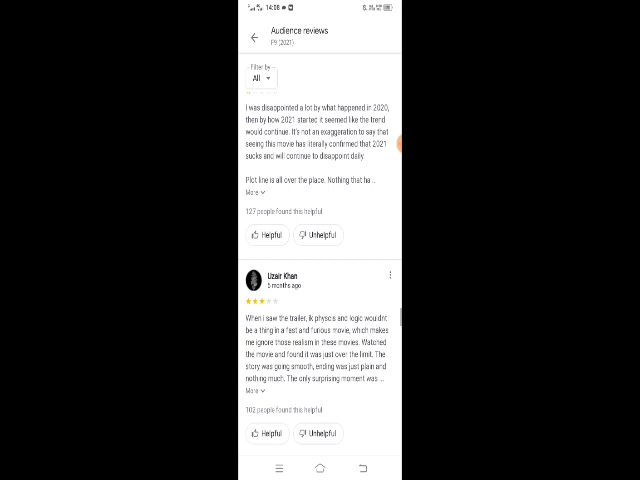 14:08
Audience reviews
F9 (2021)
Filter by
All
I was disappointed a lot by what happened in 2020,
then by how 2021 started it seemed like the trend
would continue. It's not an exaggeration to say that
seeing this movie has literally confirmed that 2021
sucks and will continue to disappoint daily.
Plot line is all over the place. Nothing that ha...
More
127 people found this helpful
Helpful
Unhelpful
Uzair Khan
5 months ago
When i saw the trailer, ik physcis and logic wouldnt
be a thing in a fast and furious movie, which makes
me ignore those realism in these movies. Watched
the movie and found it was just over the limit. The
story was going smooth, ending was just plain and
nothing much. The only surprising moment was ...
More
102 people found this helpful
Helpful
Unhelpful